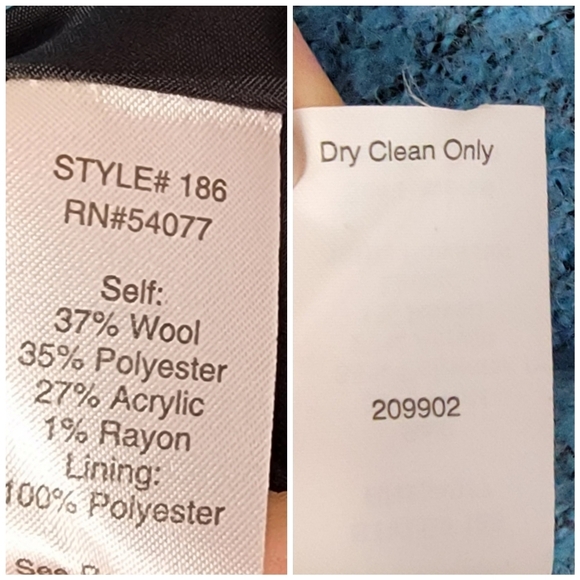 STYLE# 186
RN#54077
Self:
37% Wool
35% Polyester
27% Acrylic
1% Rayon
Lining:
100% Polyester
See
Dry Clean Only
209902